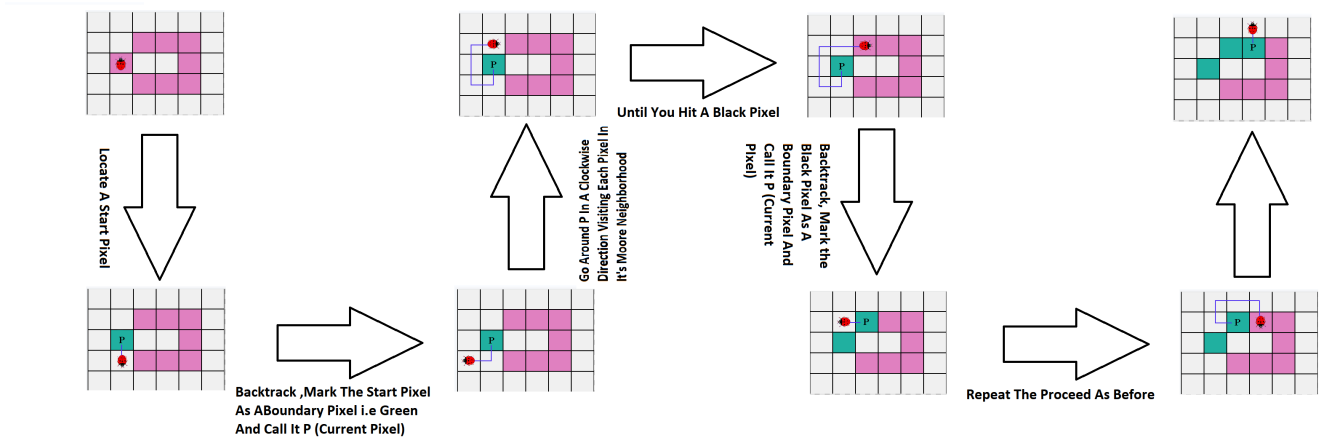 Locate A Start Pixel
P
Backtrack ,Mark The Start Pixel
As ABoundary Pixel i.e Green
And Call It P (Current Pixel)
P
Go Around P In A Clockwise
Direction Visiting Each Pixel In
It's Moore Neighborhood
P
Until You Hit A Black Pixel
P
Backtrack, Mark the
Black Pixel As A
Boundary Pixel And
Call It P (Current
PIxel)
P
Repeat The Proceed As Before
P
P